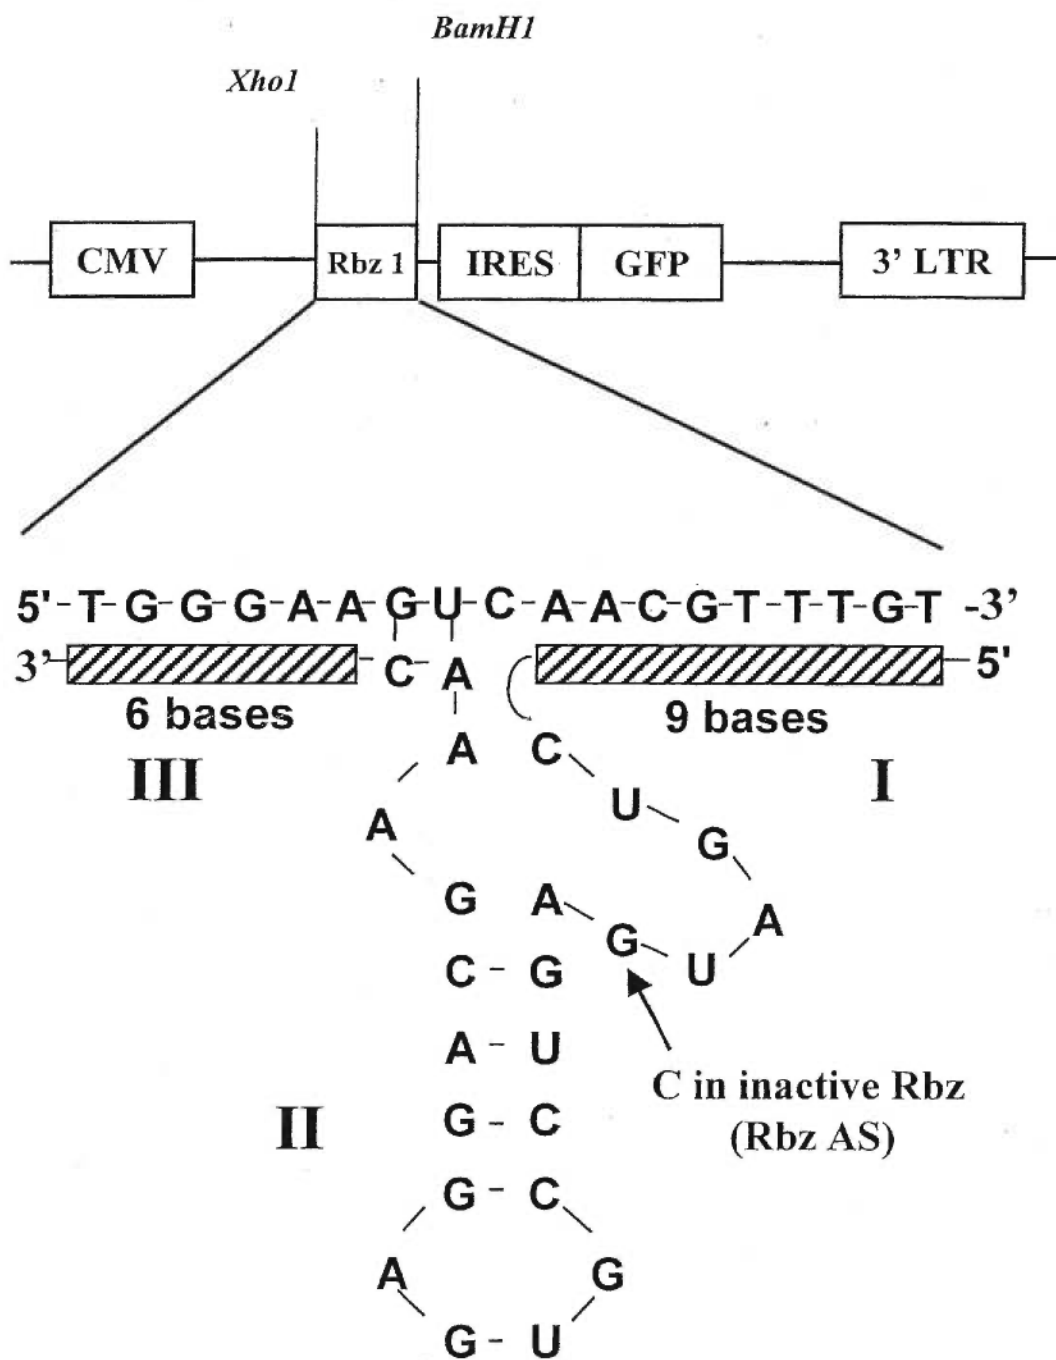 BamH1
Xho1
CMV Rbz 1 IRES GFP 3' LTR
5'-T-G-G-G-A-A-G-U-C-A-A-C-G-T-T-T-G-T -3'
3' C-A 5'
6 bases 9 bases
A C
III I
U
A G
G A A
G U
C - G
A - U
C in inactive Rbz
II G - C
(Rbz AS)
G - C
A G
G - U